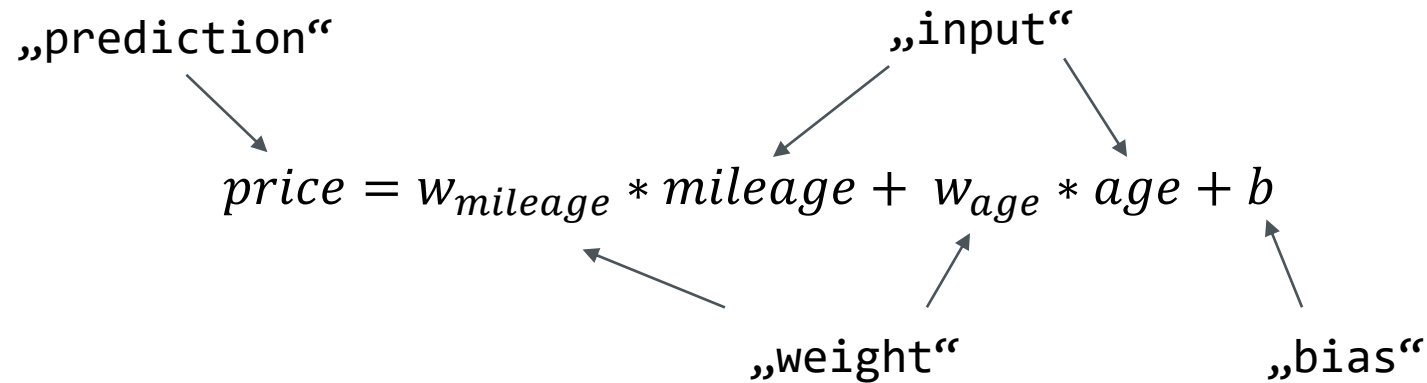 „prediction“ „input“
price = w_mileage * mileage + w_age * age + b
„weight“ „bias“